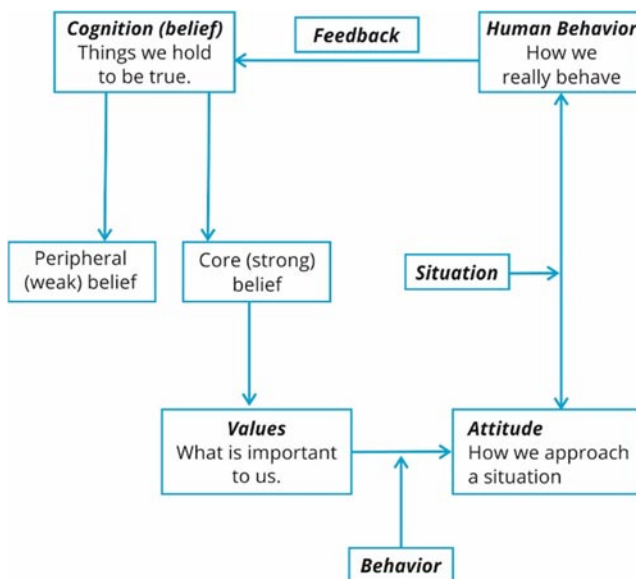 Cognition (belief)
Things we hold
to be true.
Feedback
Human Behavior
How we
really behave
Peripheral
(weak) belief
Core (strong)
belief
Situation
Values
What is important
to us.
Attitude
How we approach
a situation
Behavior